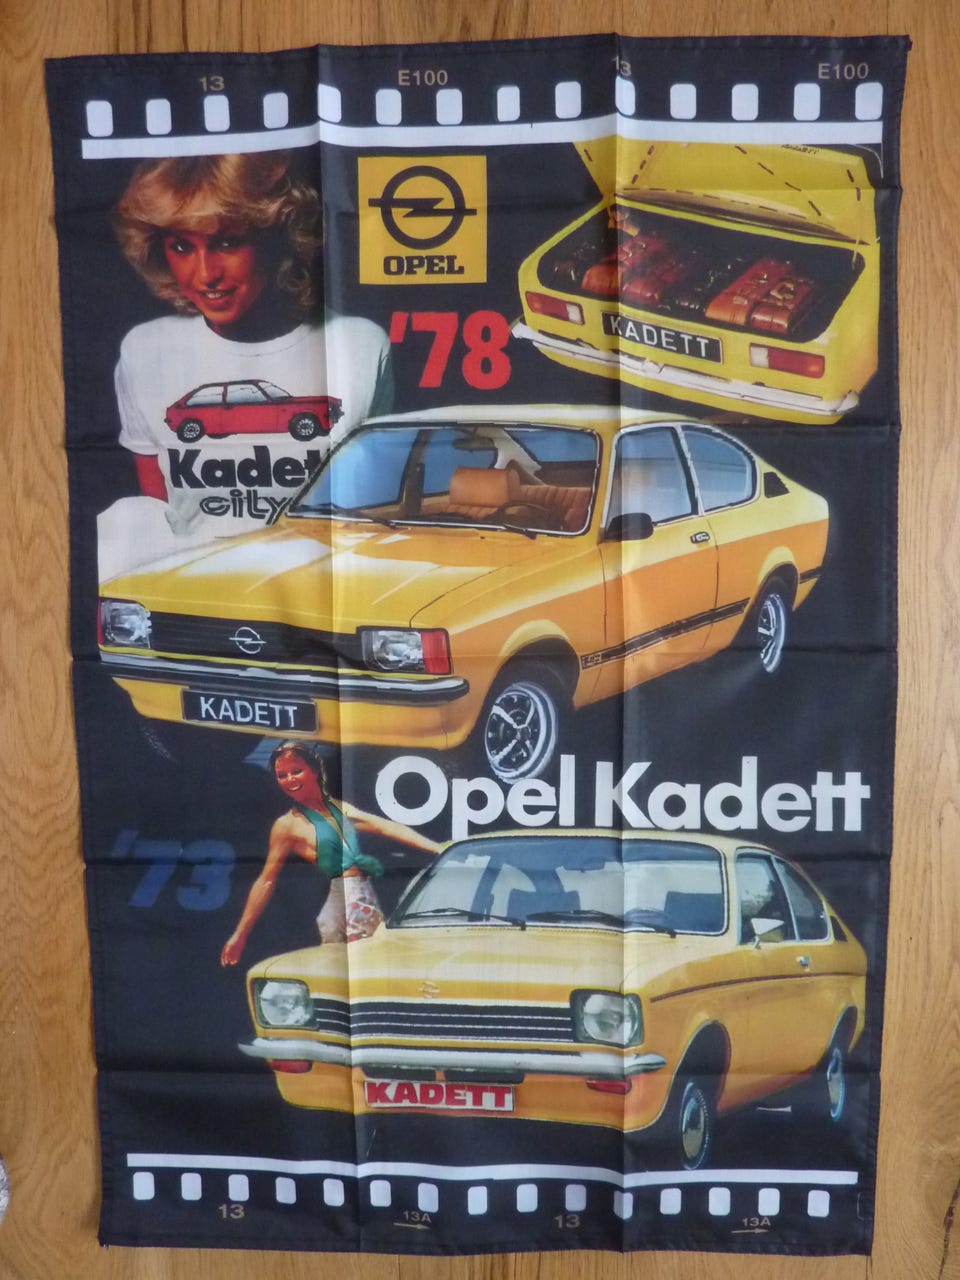 13 E100 13 E100
OPEL
'78
KADETT
Kadett
city
KADETT
Opel Kadett
'73
KADETT
13 13A 13 13A